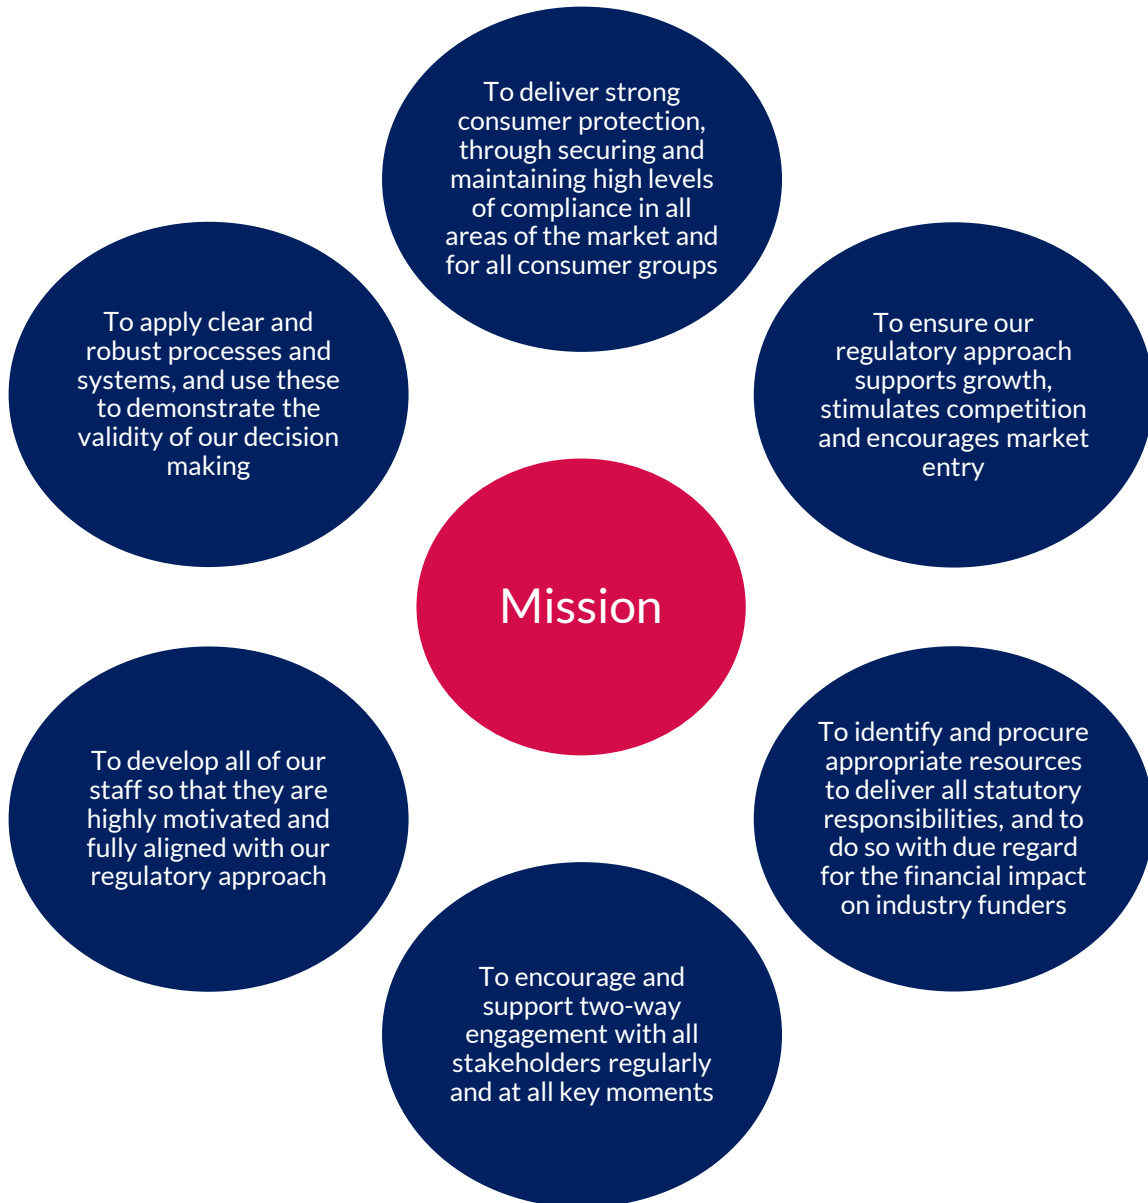 To deliver strong
consumer protection,
through securing and
maintaining high levels
of compliance in all
areas of the market and
for all consumer groups
To apply clear and
robust processes and
systems, and use these
to demonstrate the
validity of our decision
making
To ensure our
regulatory approach
supports growth,
stimulates competition
and encourages market
entry
Mission
To develop all of our
staff so that they are
highly motivated and
fully aligned with our
regulatory approach
To identify and procure
appropriate resources
to deliver all statutory
responsibilities, and to
do so with due regard
for the financial impact
on industry funders
To encourage and
support two-way
engagement with all
stakeholders regularly
and at all key moments